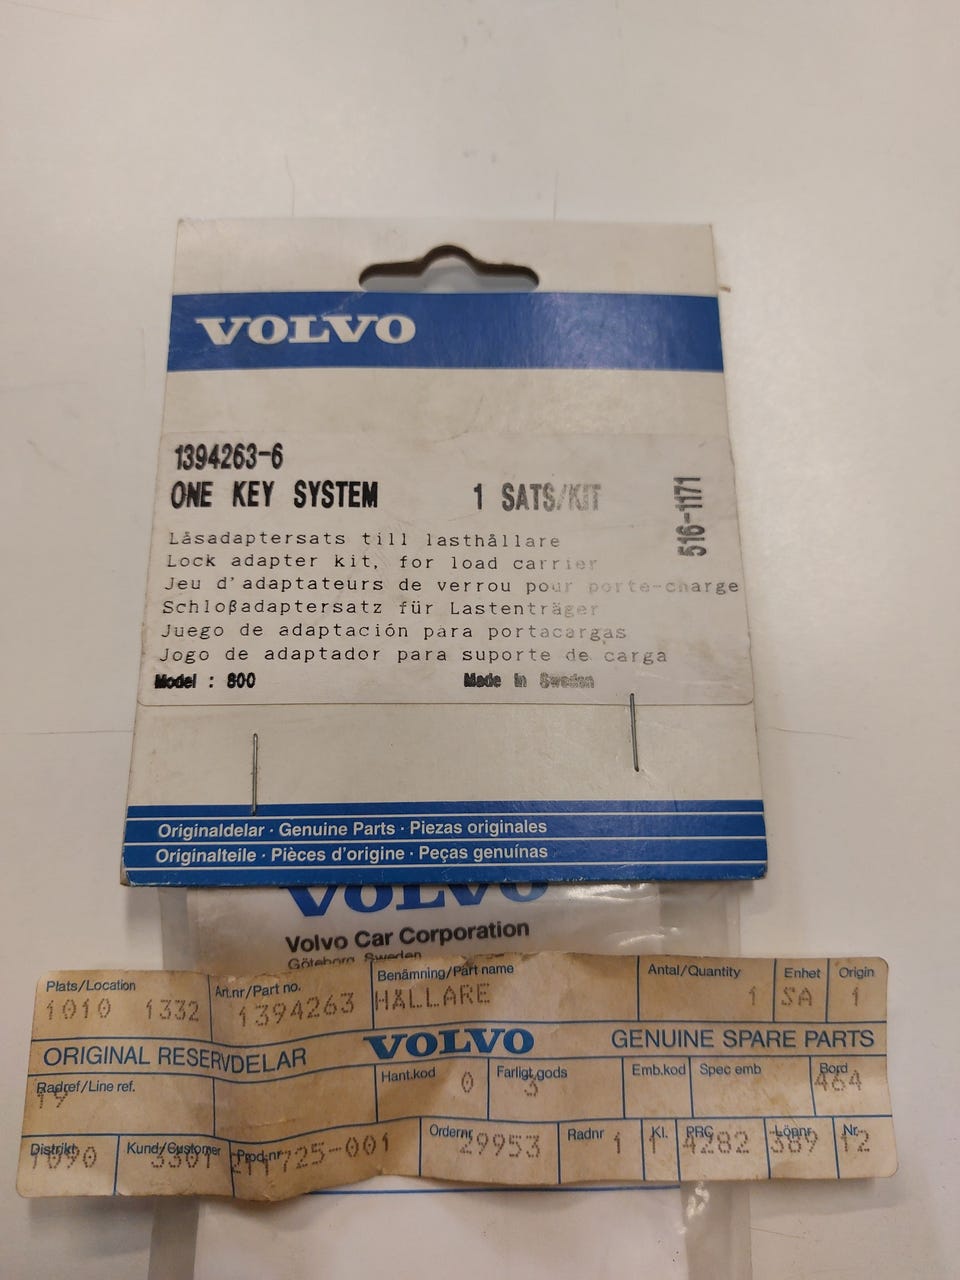 VOLVO
1394263-6
ONE KEY SYSTEM 1 SATS/KIT
516-1171
Låsadaptersats till lasthållare
Lock adapter kit, for load carrier
Jeu d'adaptateurs de verrou pour porte-charge
Schloßadaptersatz für Lastenträger
Juego de adaptación para portacargas
Jogo de adaptador para suporte de carga
Model : 800 Made in Sweden
Originaldelar · Genuine Parts · Piezas originales
Originalteile · Pièces d'origine · Peças genuínas
VOLVO
Volvo Car Corporation
Göteborg Sweden
Plats/Location Art.nr/Part no. Benämning/Part name Antal/Quantity Enhet Origin
1010 1332 1394263 HÅLLARE 1 SA 1
ORIGINAL RESERVDELAR VOLVO GENUINE SPARE PARTS
Radref/Line ref. Hant.kod Farligt gods Emb.kod Spec emb Bord
19 0 3 464
Distrikt Kund/Customer Prod.nr Ordernr Radnr Kl. PRG Löpnr Nr
1090 3301 211725-001 29953 1 1 4282 389 12